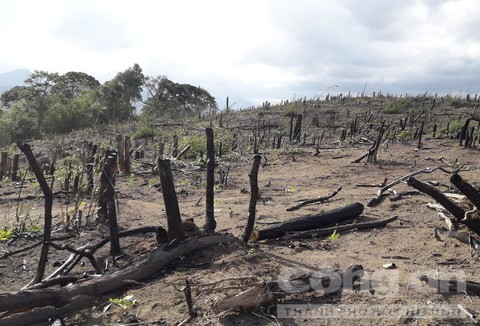 công an
THÀNH PHỐ HỒ CHÍ MINH